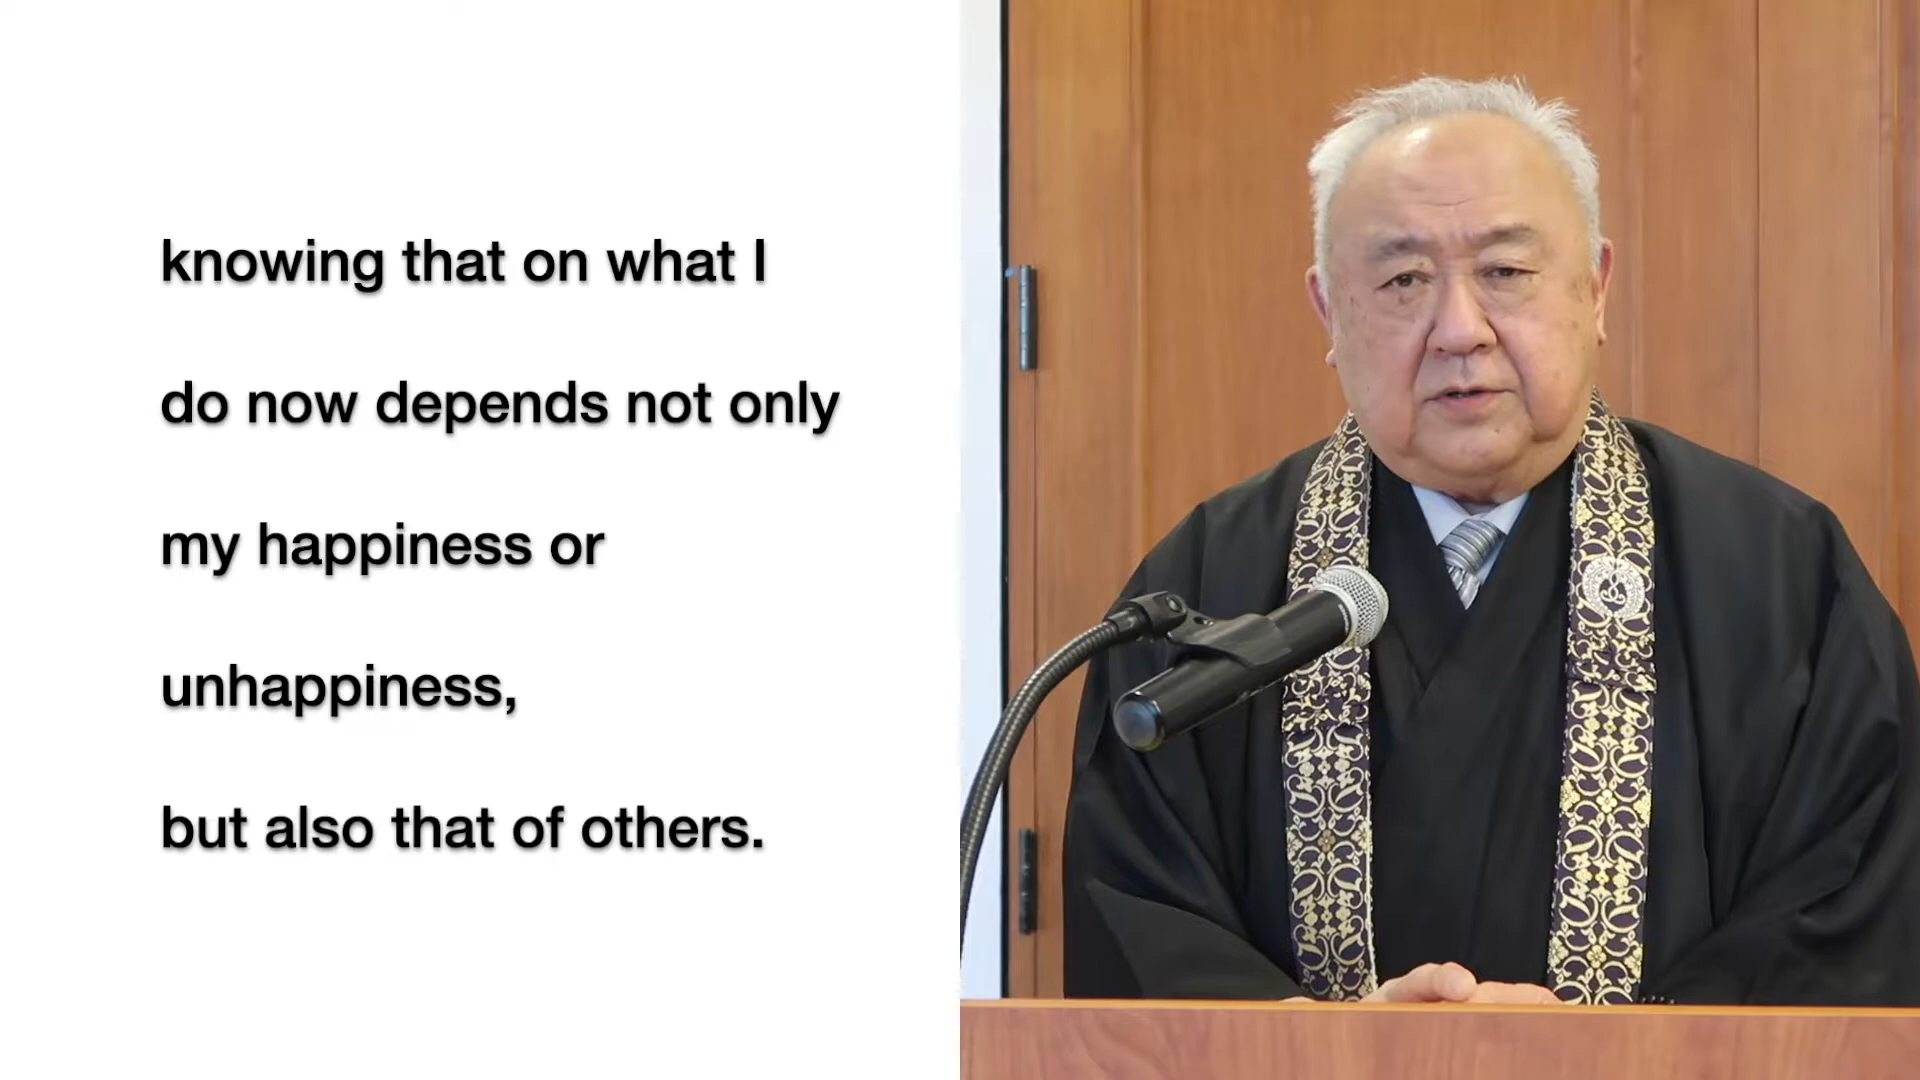 knowing that on what I
do now depends not only
my happiness or
unhappiness,
but also that of others.